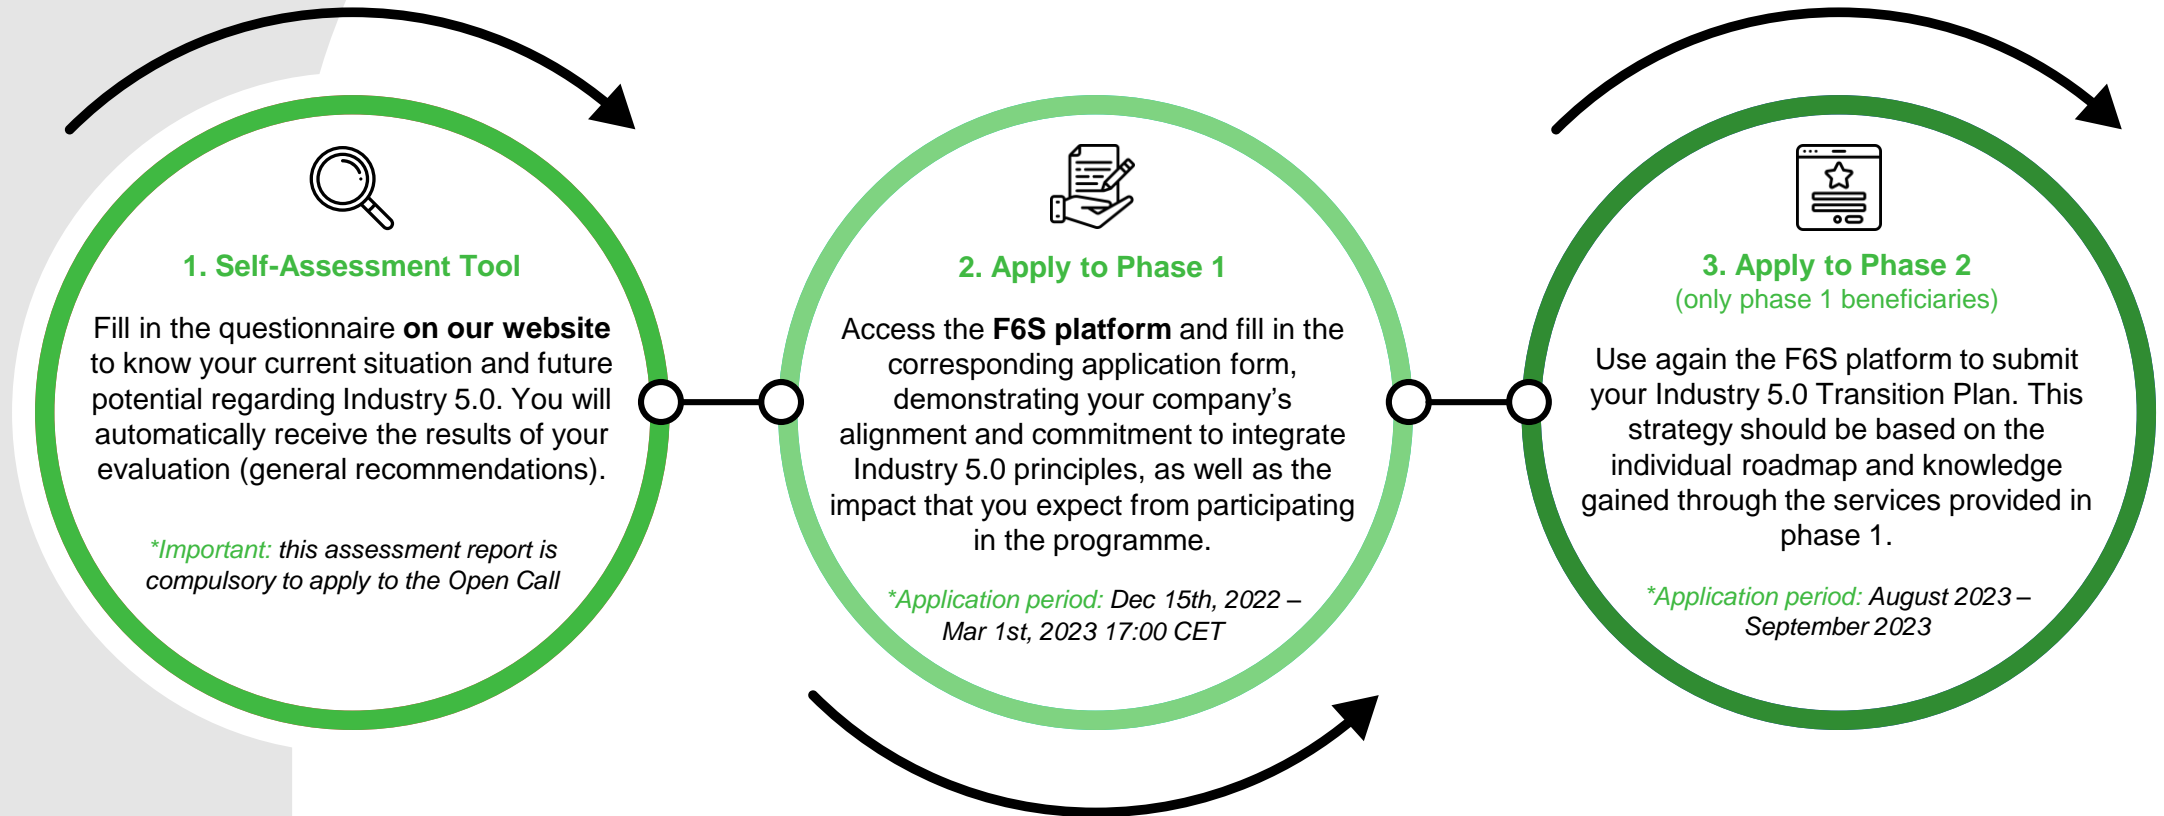 1. Self-Assessment Tool
Fill in the questionnaire on our website
to know your current situation and future
potential regarding Industry 5.0. You will
automatically receive the results of your
evaluation (general recommendations).
*Important: this assessment report is
compulsory to apply to the Open Call
2. Apply to Phase 1
Access the F6S platform and fill in the
corresponding application form,
demonstrating your company’s
alignment and commitment to integrate
Industry 5.0 principles, as well as the
impact that you expect from participating
in the programme.
*Application period: Dec 15th, 2022 –
Mar 1st, 2023 17:00 CET
3. Apply to Phase 2
(only phase 1 beneficiaries)
Use again the F6S platform to submit
your Industry 5.0 Transition Plan. This
strategy should be based on the
individual roadmap and knowledge
gained through the services provided in
phase 1.
*Application period: August 2023 –
September 2023